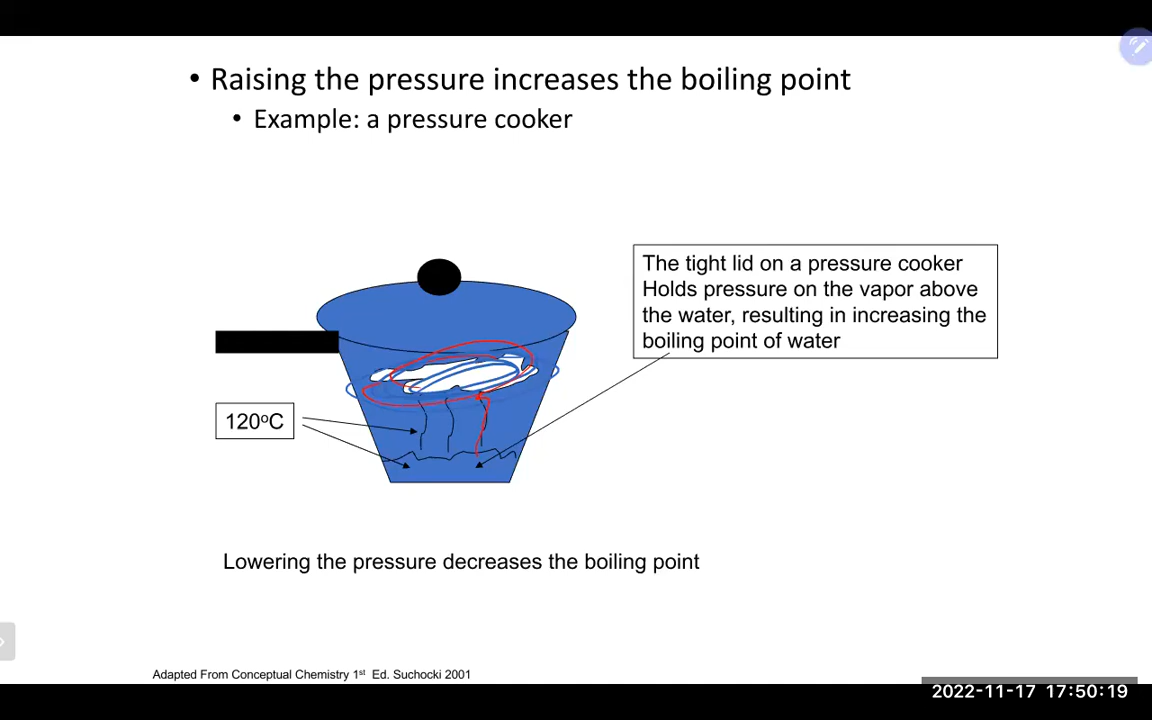 • Raising the pressure increases the boiling point
• Example: a pressure cooker
The tight lid on a pressure cooker
Holds pressure on the vapor above
the water, resulting in increasing the
boiling point of water
120ºC
Lowering the pressure decreases the boiling point
Adapted From Conceptual Chemistry 1st Ed. Suchocki 2001
2022-11-17 17:50:19